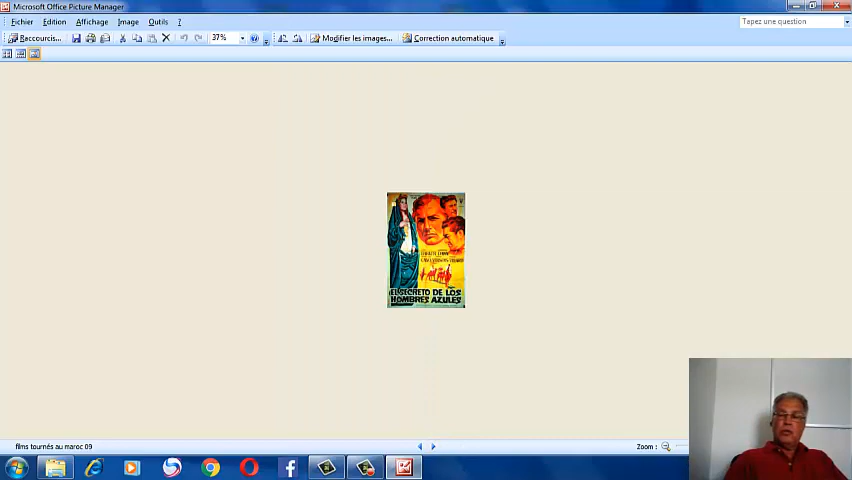 Microsoft Office Picture Manager
Fichier Édition Affichage Image Outils ?
Tapez une question
Raccourcis... 37% Modifier les images... Correction automatique
EL SECRETO DE LOS
HOMBRES AZULES
films tournés au maroc 09
Zoom :